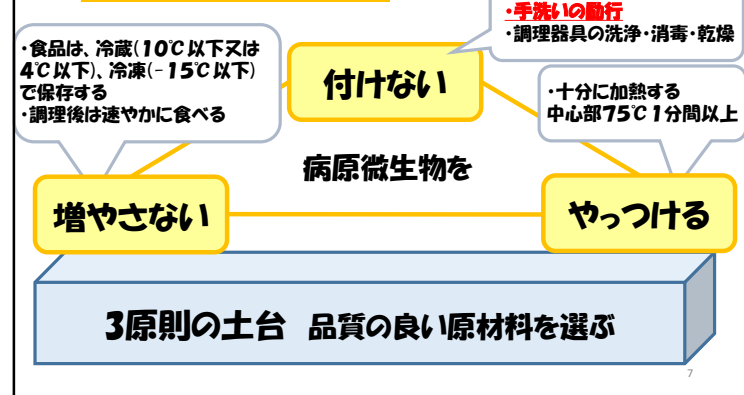 ・手洗いの励行
・調理器具の洗浄・消毒・乾燥
・食品は、冷蔵(10℃以下又は
4℃以下)、冷凍(-15℃以下)
で保存する
・調理後は速やかに食べる
付けない
・十分に加熱する
中心部75℃1分間以上
病原微生物を
増やさない
やっつける
3原則の土台 品質の良い原材料を選ぶ
7